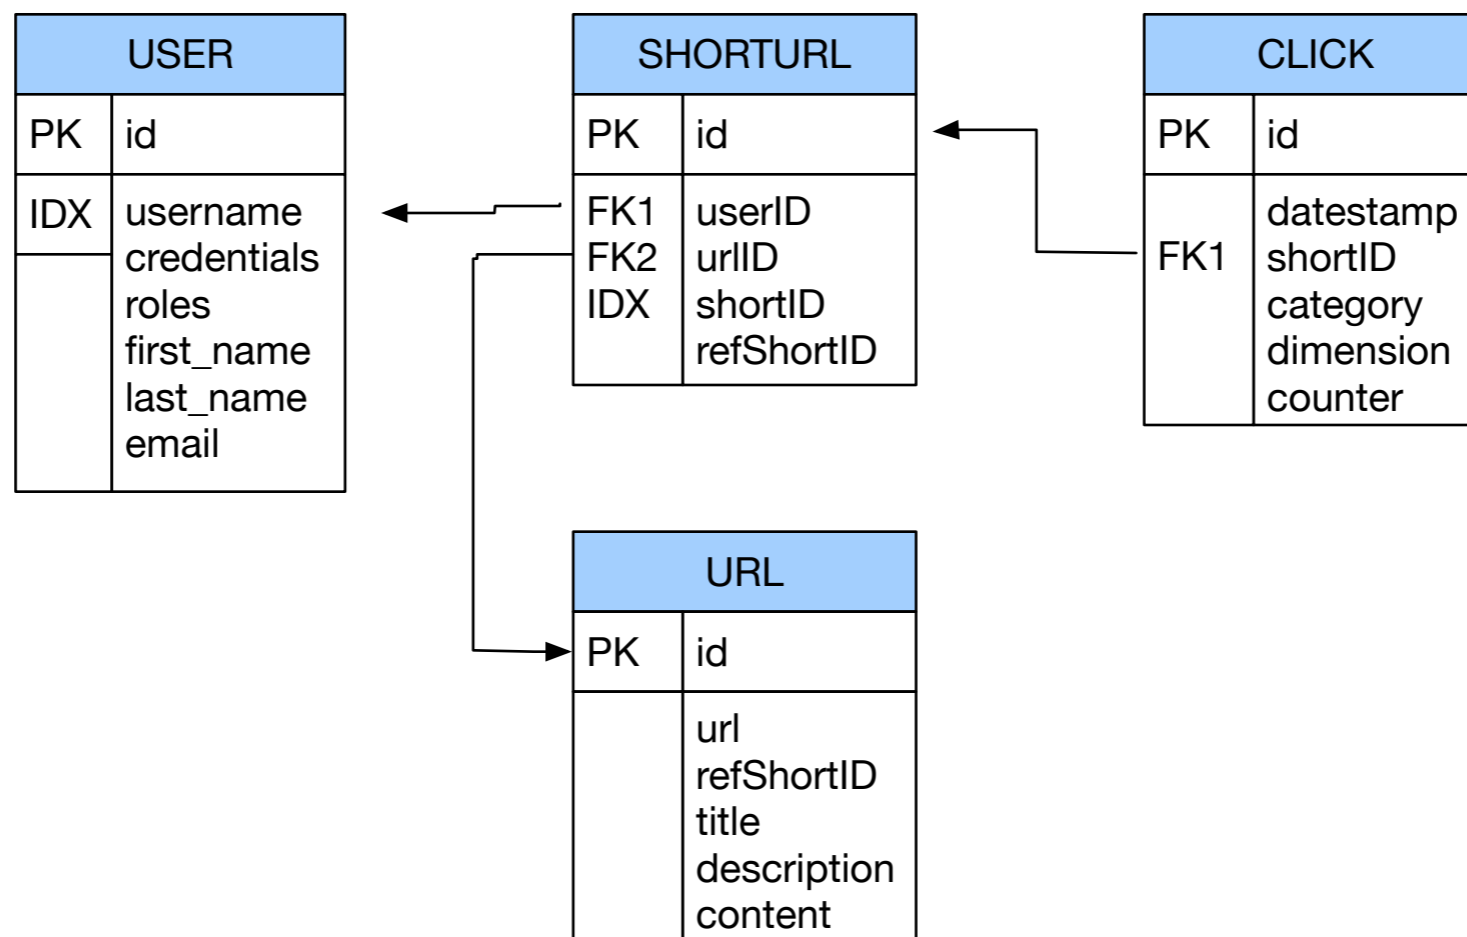 USER
PK id
IDX username
credentials
roles
first_name
last_name
email
SHORTURL
PK id
FK1 userID
FK2 urlID
IDX shortID
refShortID
CLICK
PK id
datestamp
FK1 shortID
category
dimension
counter
URL
PK id
url
refShortID
title
description
content